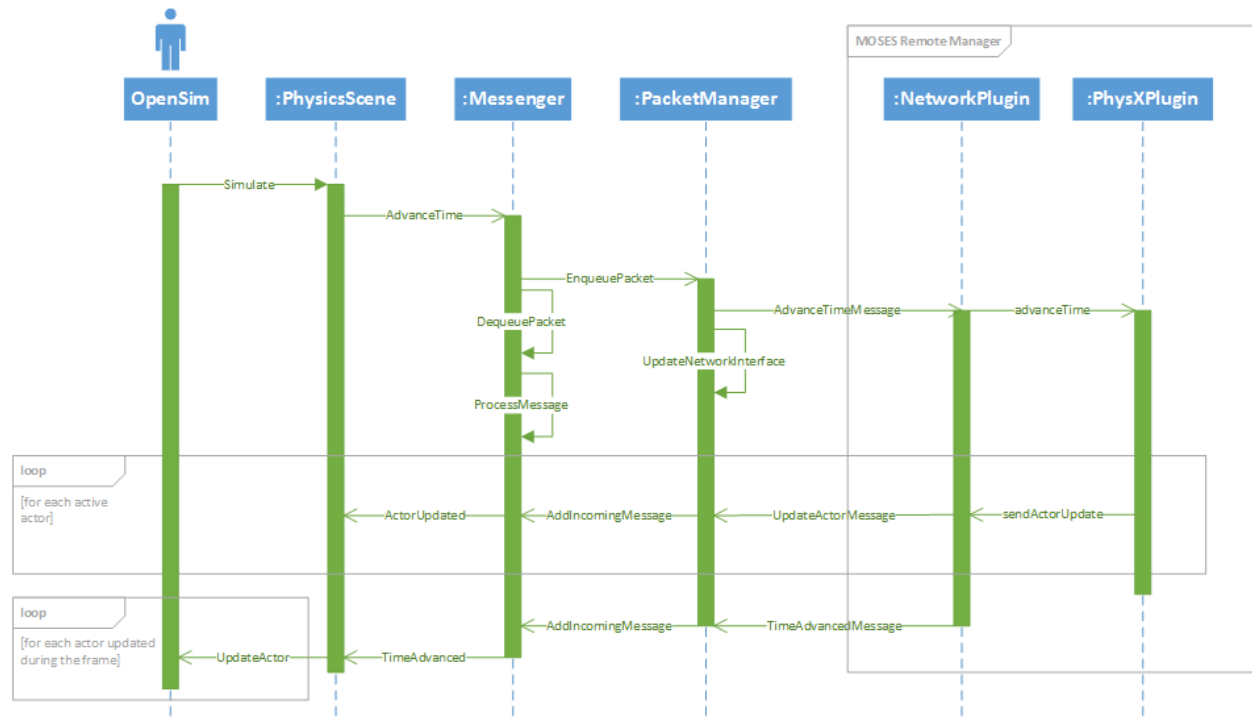 MOSES Remote Manager
OpenSim
:PhysicsScene
:Messenger
:PacketManager
:NetworkPlugin
:PhysXPlugin
Simulate
AdvanceTime
EnqueuePacket
AdvanceTimeMessage
advanceTime
DequeuePacket
UpdateNetworkInterface
ProcessMessage
loop
[for each active
actor]
ActorUpdated
AddIncomingMessage
UpdateActorMessage
sendActorUpdate
loop
[for each actor updated
during the frame]
AddIncomingMessage
TimeAdvancedMessage
UpdateActor
TimeAdvanced